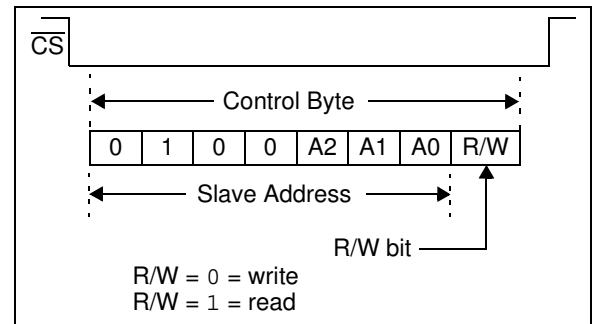 CS
Control Byte
0 1 0 0 A2 A1 A0 R/W
Slave Address
R/W bit
R/W = 0 = write
R/W = 1 = read